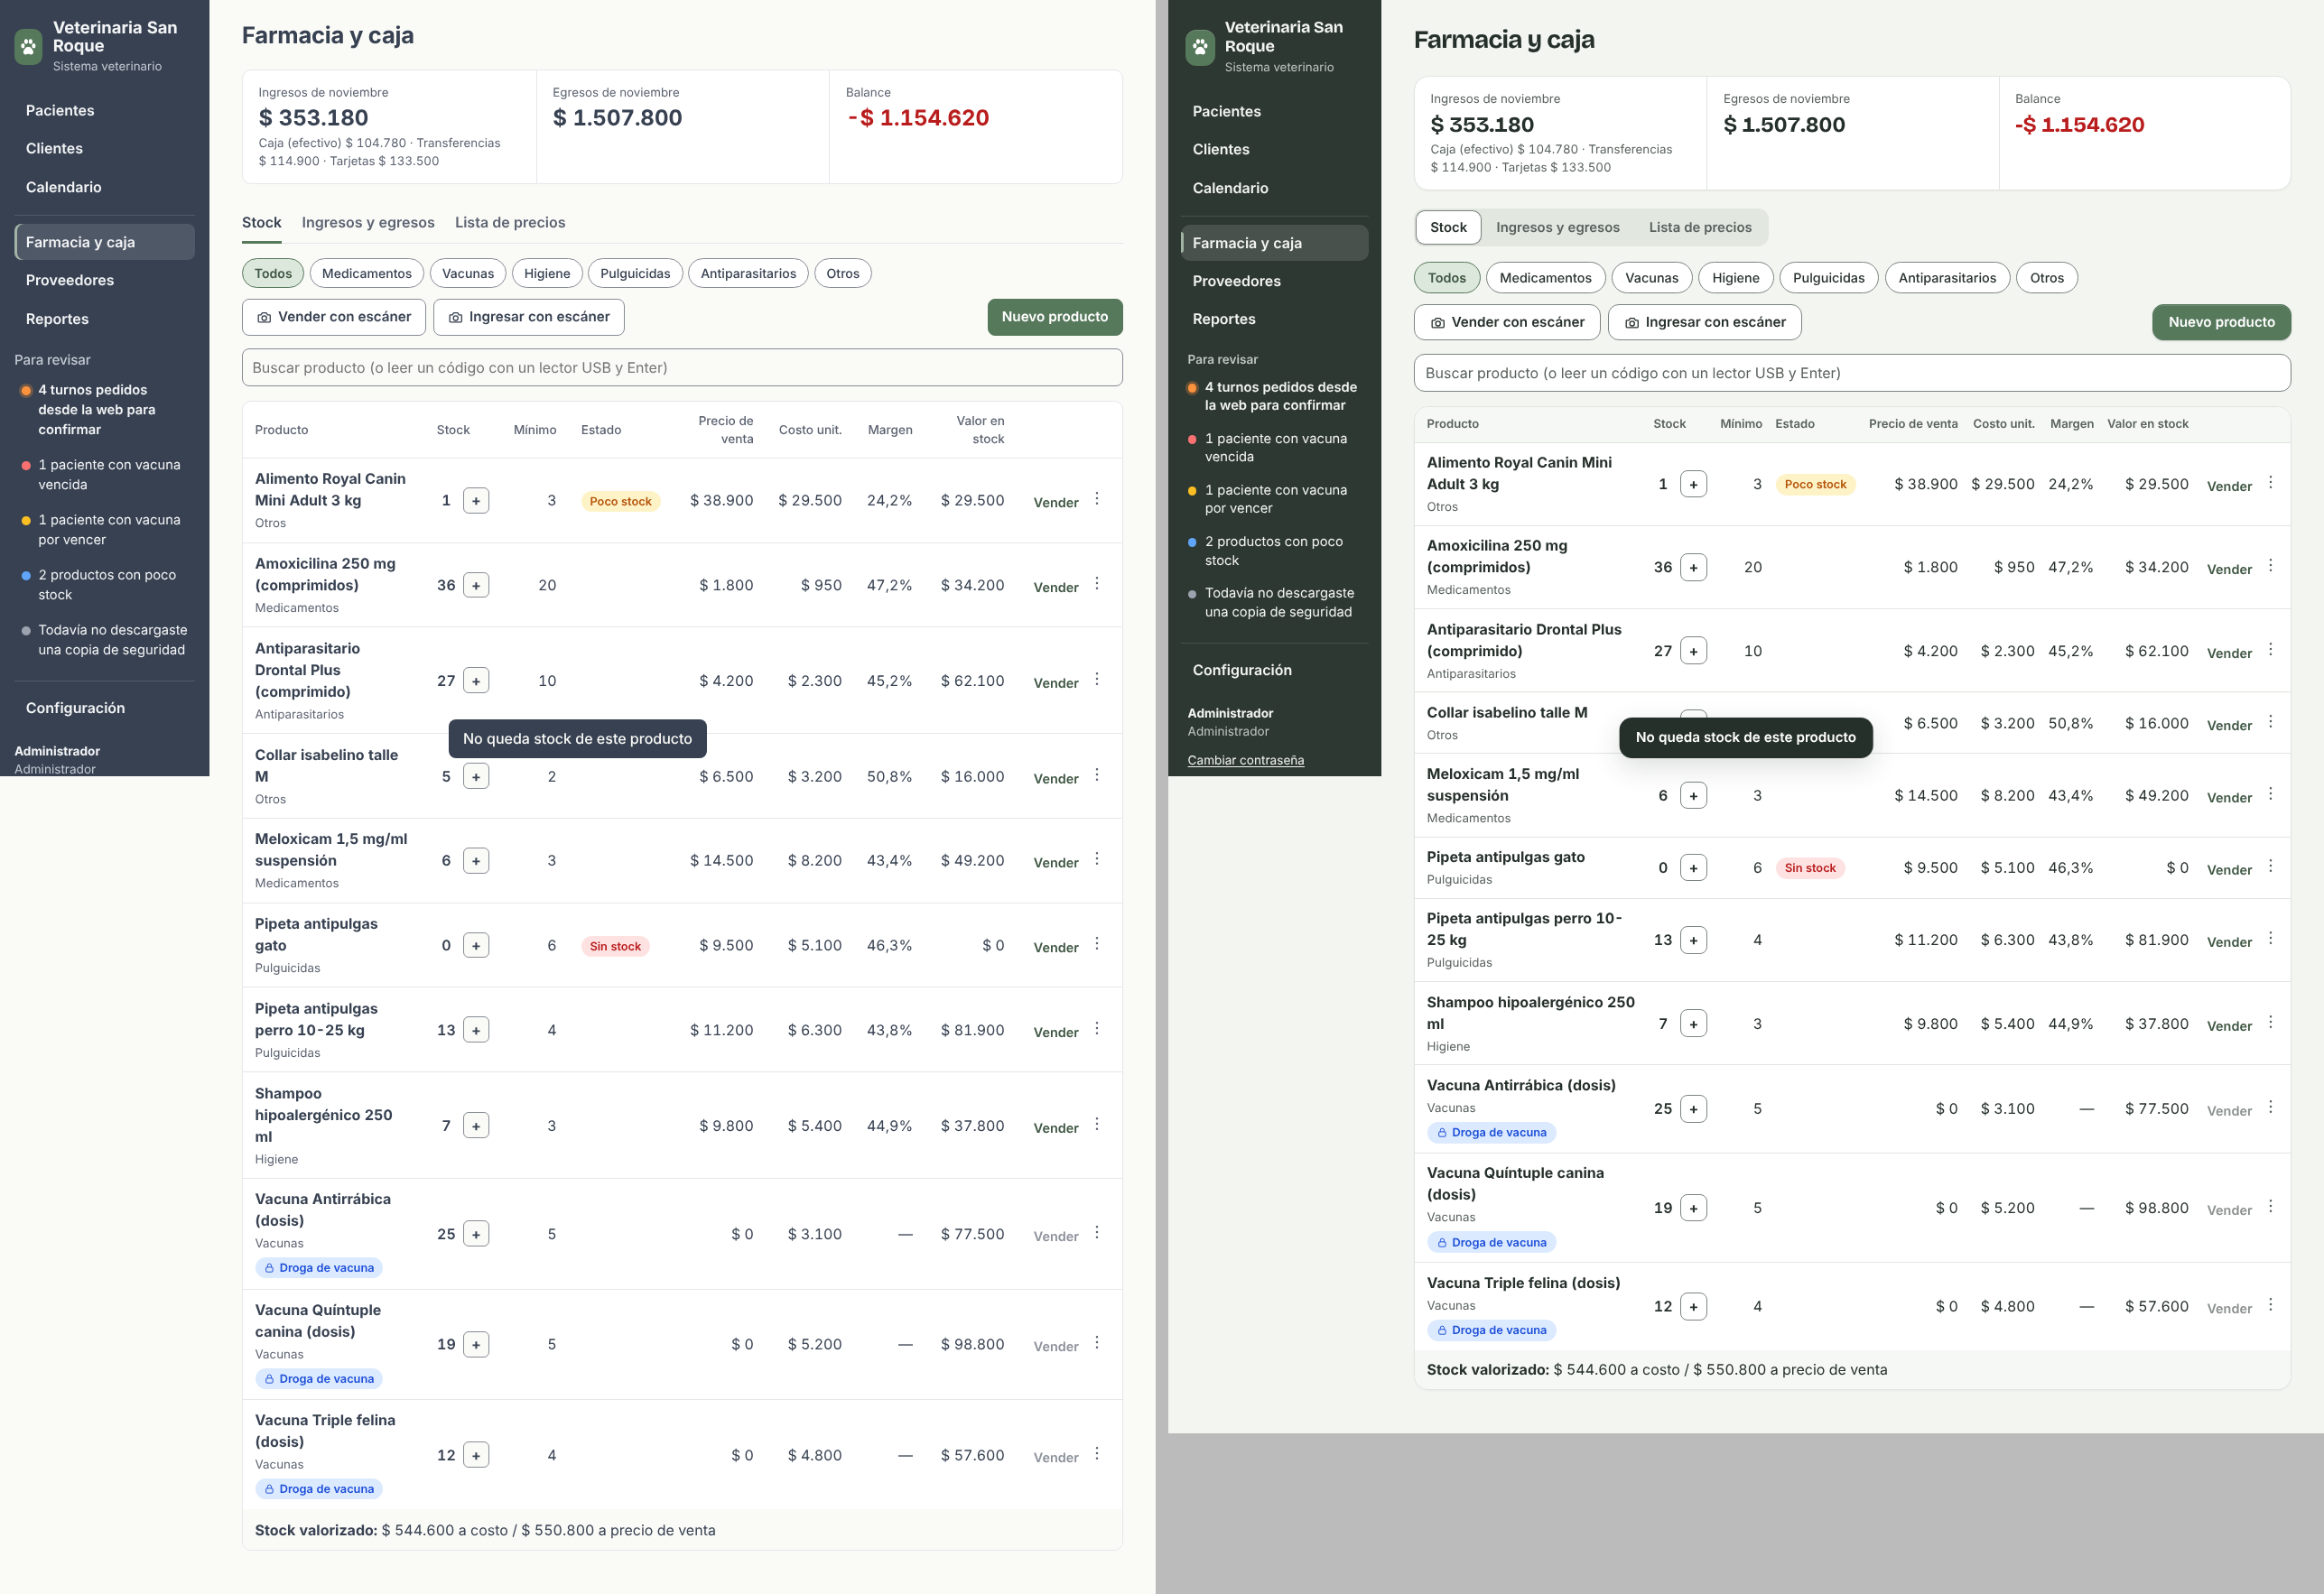 Veterinaria San
Roque
Sistema veterinario
Pacientes
Clientes
Calendario
Farmacia y caja
Proveedores
Reportes
Para revisar
4 turnos pedidos
desde la web para
confirmar
1 paciente con vacuna
vencida
1 paciente con vacuna
por vencer
2 productos con poco
stock
Todavía no descargaste
una copia de seguridad
Configuración
Administrador
Administrador
Farmacia y caja
Ingresos de noviembre
$ 353.180
Caja (efectivo) $ 104.780 · Transferencias
$ 114.900 · Tarjetas $ 133.500
Egresos de noviembre
$ 1.507.800
Balance
-$ 1.154.620
Stock Ingresos y egresos Lista de precios
Todos Medicamentos Vacunas Higiene Pulguicidas Antiparasitarios Otros
Vender con escáner Ingresar con escáner Nuevo producto
Buscar producto (o leer un código con un lector USB y Enter)
Producto Stock Mínimo Estado Precio de venta Costo unit. Margen Valor en stock
Alimento Royal Canin
Mini Adult 3 kg
Otros
1 + 3 Poco stock $ 38.900 $ 29.500 24,2% $ 29.500 Vender
Amoxicilina 250 mg
(comprimidos)
Medicamentos
36 + 20 $ 1.800 $ 950 47,2% $ 34.200 Vender
Antiparasitario
Drontal Plus
(comprimido)
Antiparasitarios
27 + 10 $ 4.200 $ 2.300 45,2% $ 62.100 Vender
No queda stock de este producto
Collar isabelino talle
M
Otros
5 + 2 $ 6.500 $ 3.200 50,8% $ 16.000 Vender
Meloxicam 1,5 mg/ml
suspensión
Medicamentos
6 + 3 $ 14.500 $ 8.200 43,4% $ 49.200 Vender
Pipeta antipulgas
gato
Pulguicidas
0 + 6 Sin stock $ 9.500 $ 5.100 46,3% $ 0 Vender
Pipeta antipulgas
perro 10-25 kg
Pulguicidas
13 + 4 $ 11.200 $ 6.300 43,8% $ 81.900 Vender
Shampoo
hipoalergénico 250
ml
Higiene
7 + 3 $ 9.800 $ 5.400 44,9% $ 37.800 Vender
Vacuna Antirrábica
(dosis)
Vacunas
Droga de vacuna
25 + 5 $ 0 $ 3.100 — $ 77.500 Vender
Vacuna Quíntuple
canina (dosis)
Vacunas
Droga de vacuna
19 + 5 $ 0 $ 5.200 — $ 98.800 Vender
Vacuna Triple felina
(dosis)
Vacunas
Droga de vacuna
12 + 4 $ 0 $ 4.800 — $ 57.600 Vender
Stock valorizado: $ 544.600 a costo / $ 550.800 a precio de venta
Veterinaria San
Roque
Sistema veterinario
Pacientes
Clientes
Calendario
Farmacia y caja
Proveedores
Reportes
Para revisar
4 turnos pedidos desde
la web para confirmar
1 paciente con vacuna
vencida
1 paciente con vacuna
por vencer
2 productos con poco
stock
Todavía no descargaste
una copia de seguridad
Configuración
Administrador
Administrador
Cambiar contraseña
Farmacia y caja
Ingresos de noviembre
$ 353.180
Caja (efectivo) $ 104.780 · Transferencias
$ 114.900 · Tarjetas $ 133.500
Egresos de noviembre
$ 1.507.800
Balance
-$ 1.154.620
Stock Ingresos y egresos Lista de precios
Todos Medicamentos Vacunas Higiene Pulguicidas Antiparasitarios Otros
Vender con escáner Ingresar con escáner Nuevo producto
Buscar producto (o leer un código con un lector USB y Enter)
Producto Stock Mínimo Estado Precio de venta Costo unit. Margen Valor en stock
Alimento Royal Canin Mini
Adult 3 kg
Otros
1 + 3 Poco stock $ 38.900 $ 29.500 24,2% $ 29.500 Vender
Amoxicilina 250 mg
(comprimidos)
Medicamentos
36 + 20 $ 1.800 $ 950 47,2% $ 34.200 Vender
Antiparasitario Drontal Plus
(comprimido)
Antiparasitarios
27 + 10 $ 4.200 $ 2.300 45,2% $ 62.100 Vender
Collar isabelino talle M
Otros
$ 6.500 $ 3.200 50,8% $ 16.000 Vender
No queda stock de este producto
Meloxicam 1,5 mg/ml
suspensión
Medicamentos
6 + 3 $ 14.500 $ 8.200 43,4% $ 49.200 Vender
Pipeta antipulgas gato
Pulguicidas
0 + 6 Sin stock $ 9.500 $ 5.100 46,3% $ 0 Vender
Pipeta antipulgas perro 10-
25 kg
Pulguicidas
13 + 4 $ 11.200 $ 6.300 43,8% $ 81.900 Vender
Shampoo hipoalergénico 250
ml
Higiene
7 + 3 $ 9.800 $ 5.400 44,9% $ 37.800 Vender
Vacuna Antirrábica (dosis)
Vacunas
Droga de vacuna
25 + 5 $ 0 $ 3.100 — $ 77.500 Vender
Vacuna Quíntuple canina
(dosis)
Vacunas
Droga de vacuna
19 + 5 $ 0 $ 5.200 — $ 98.800 Vender
Vacuna Triple felina (dosis)
Vacunas
Droga de vacuna
12 + 4 $ 0 $ 4.800 — $ 57.600 Vender
Stock valorizado: $ 544.600 a costo / $ 550.800 a precio de venta